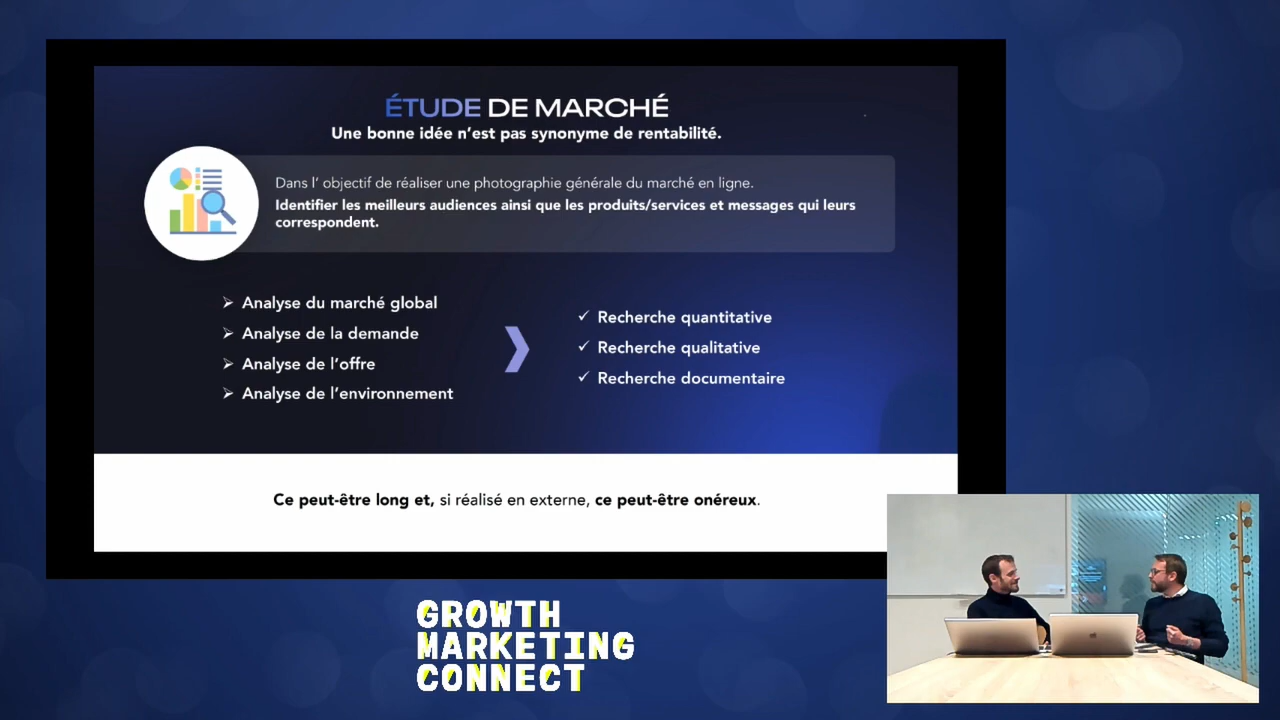 ÉTUDE DE MARCHÉ
Une bonne idée n’est pas synonyme de rentabilité.
Dans l’ objectif de réaliser une photographie générale du marché en ligne.
Identifier les meilleurs audiences ainsi que les produits/services et messages qui leurs
correspondent.
Analyse du marché global
Analyse de la demande
Analyse de l’offre
Analyse de l’environnement
Recherche quantitative
Recherche qualitative
Recherche documentaire
Ce peut-être long et, si réalisé en externe, ce peut-être onéreux.
GROWTH
MARKETING
CONNECT